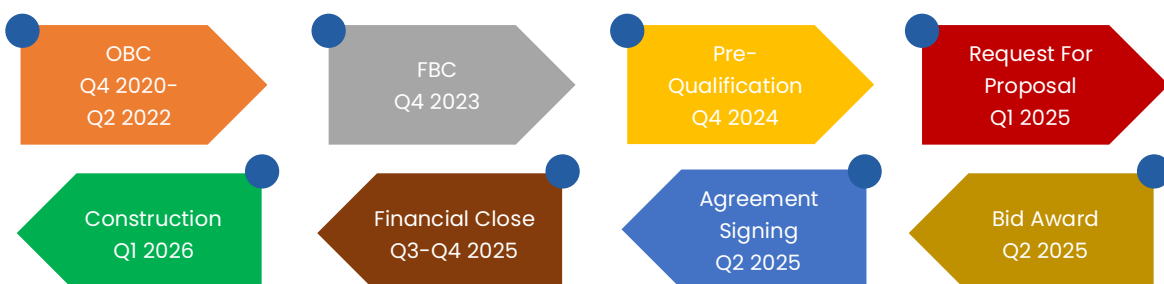 OBC
Q4 2020-
Q2 2022
FBC
Q4 2023
Pre-
Qualification
Q4 2024
Request For
Proposal
Q1 2025
Construction
Q1 2026
Financial Close
Q3-Q4 2025
Agreement
Signing
Q2 2025
Bid Award
Q2 2025